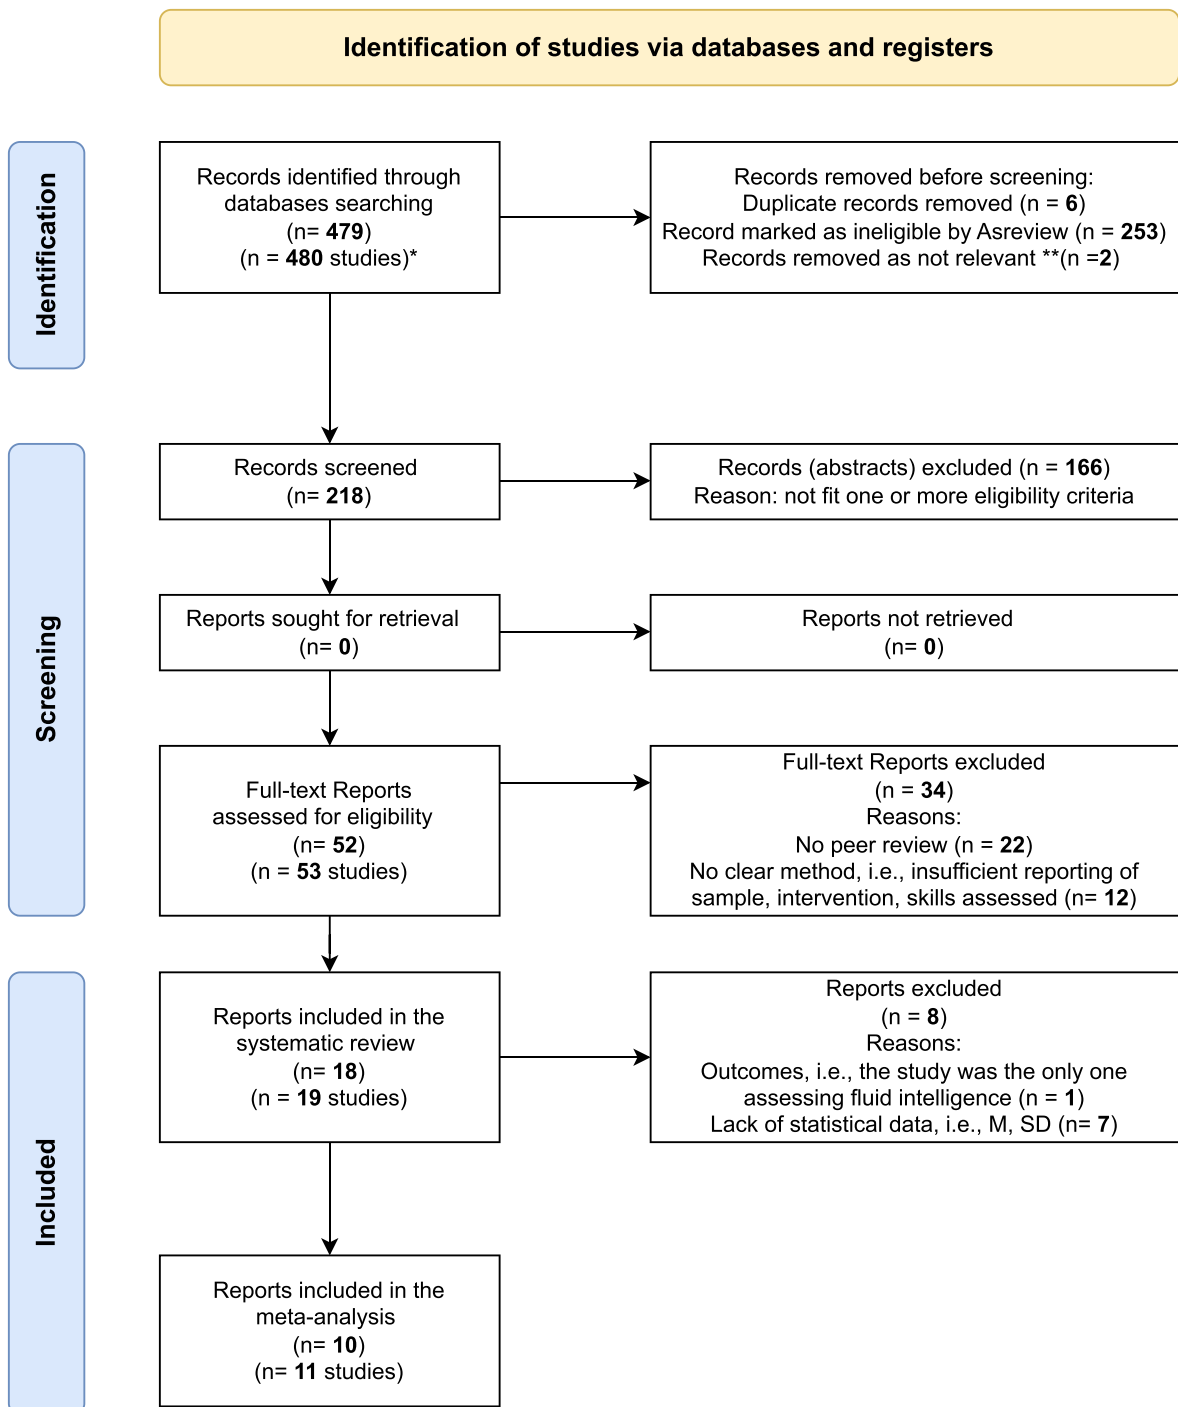 Identification of studies via databases and registers
Identification
Records identified through
databases searching
(n= 479)
(n = 480 studies)*
Records removed before screening:
Duplicate records removed (n = 6)
Record marked as ineligible by Asreview (n = 253)
Records removed as not relevant **(n =2)
Screening
Records screened
(n= 218)
Records (abstracts) excluded (n = 166)
Reason: not fit one or more eligibility criteria
Reports sought for retrieval
(n= 0)
Reports not retrieved
(n= 0)
Full-text Reports
assessed for eligibility
(n= 52)
(n = 53 studies)
Full-text Reports excluded
(n = 34)
Reasons:
No peer review (n = 22)
No clear method, i.e., insufficient reporting of
sample, intervention, skills assessed (n= 12)
Included
Reports included in the
systematic review
(n= 18)
(n = 19 studies)
Reports excluded
(n = 8)
Reasons:
Outcomes, i.e., the study was the only one
assessing fluid intelligence (n = 1)
Lack of statistical data, i.e., M, SD (n= 7)
Reports included in the
meta-analysis
(n= 10)
(n= 11 studies)